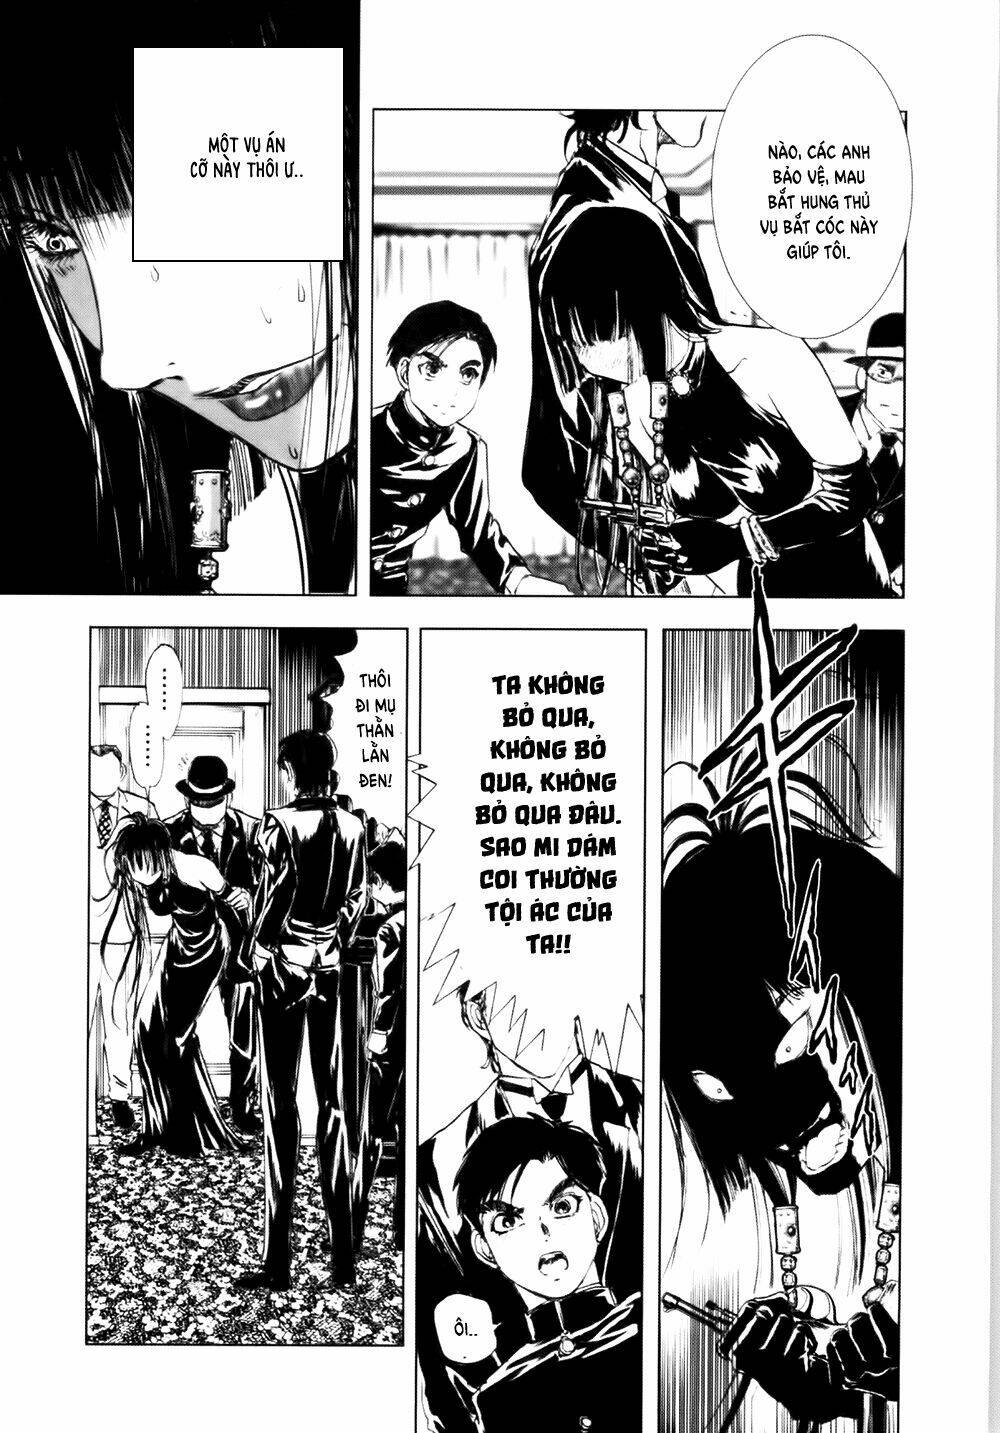 NÀO, CÁC ANH
BẢO VỆ, MAU
BẮT HUNG THỦ
VỤ BẮT CÓC NÀY
GIÚP TÔI.
MỘT VỤ ÁN
CỠ NÀY THÔI Ư..
TA KHÔNG
BỎ QUA,
KHÔNG BỎ
QUA, KHÔNG
BỎ QUA ĐÂU.
SAO MI DÁM
COI THƯỜNG
TỘI ÁC CỦA
TA!!
ÔI..
THÔI
ĐI MỤ
THẰN
LẰN
ĐEN!
......
......